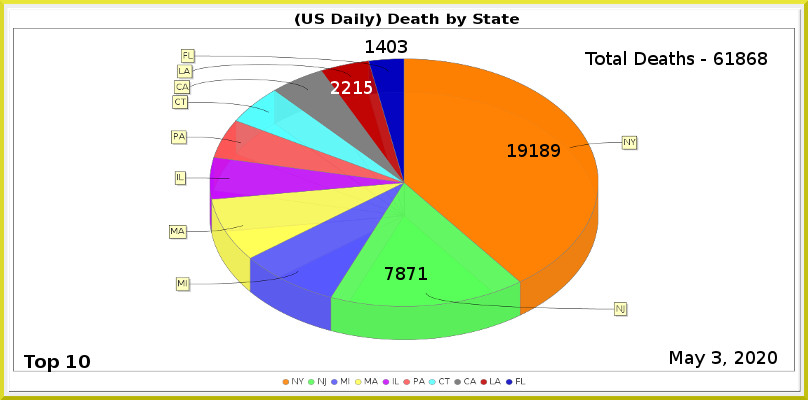 (US Daily) Death by State
1403
Total Deaths - 61868
FL
LA
CA
2215
CT
PA
19189
NY
IL
MA
7871
MI
NJ
Top 10
May 3, 2020
NY NJ MI MA IL PA CT CA LA FL